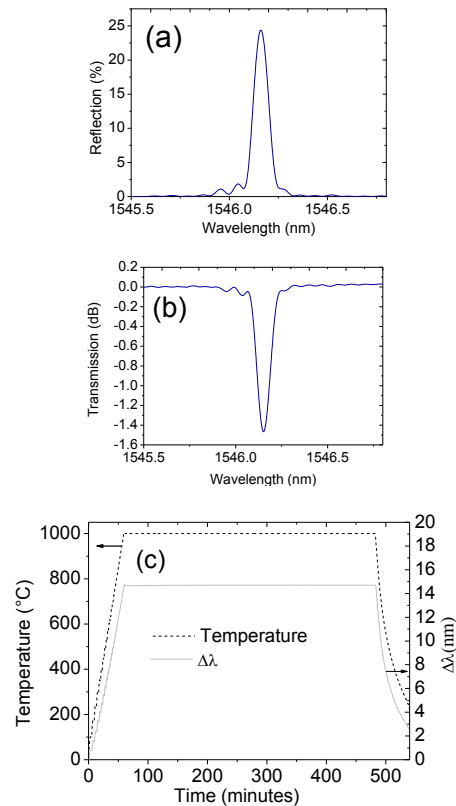 (a)
Reflection (%)
25
20
15
10
5
0
1545.5 1546.0 1546.5
Wavelength (nm)
(b)
Transmission (dB)
0.2
0.0
-0.2
-0.4
-0.6
-0.8
-1.0
-1.2
-1.4
-1.6
1545.5 1546.0 1546.5
Wavelength (nm)
(c)
Temperature (°C)
1000
800
600
400
200
0
Temperature
Δλ
20
18
16
14
12
10
8
6
4
2
0
Δλ(nm)
0 100 200 300 400 500
Time (minutes)